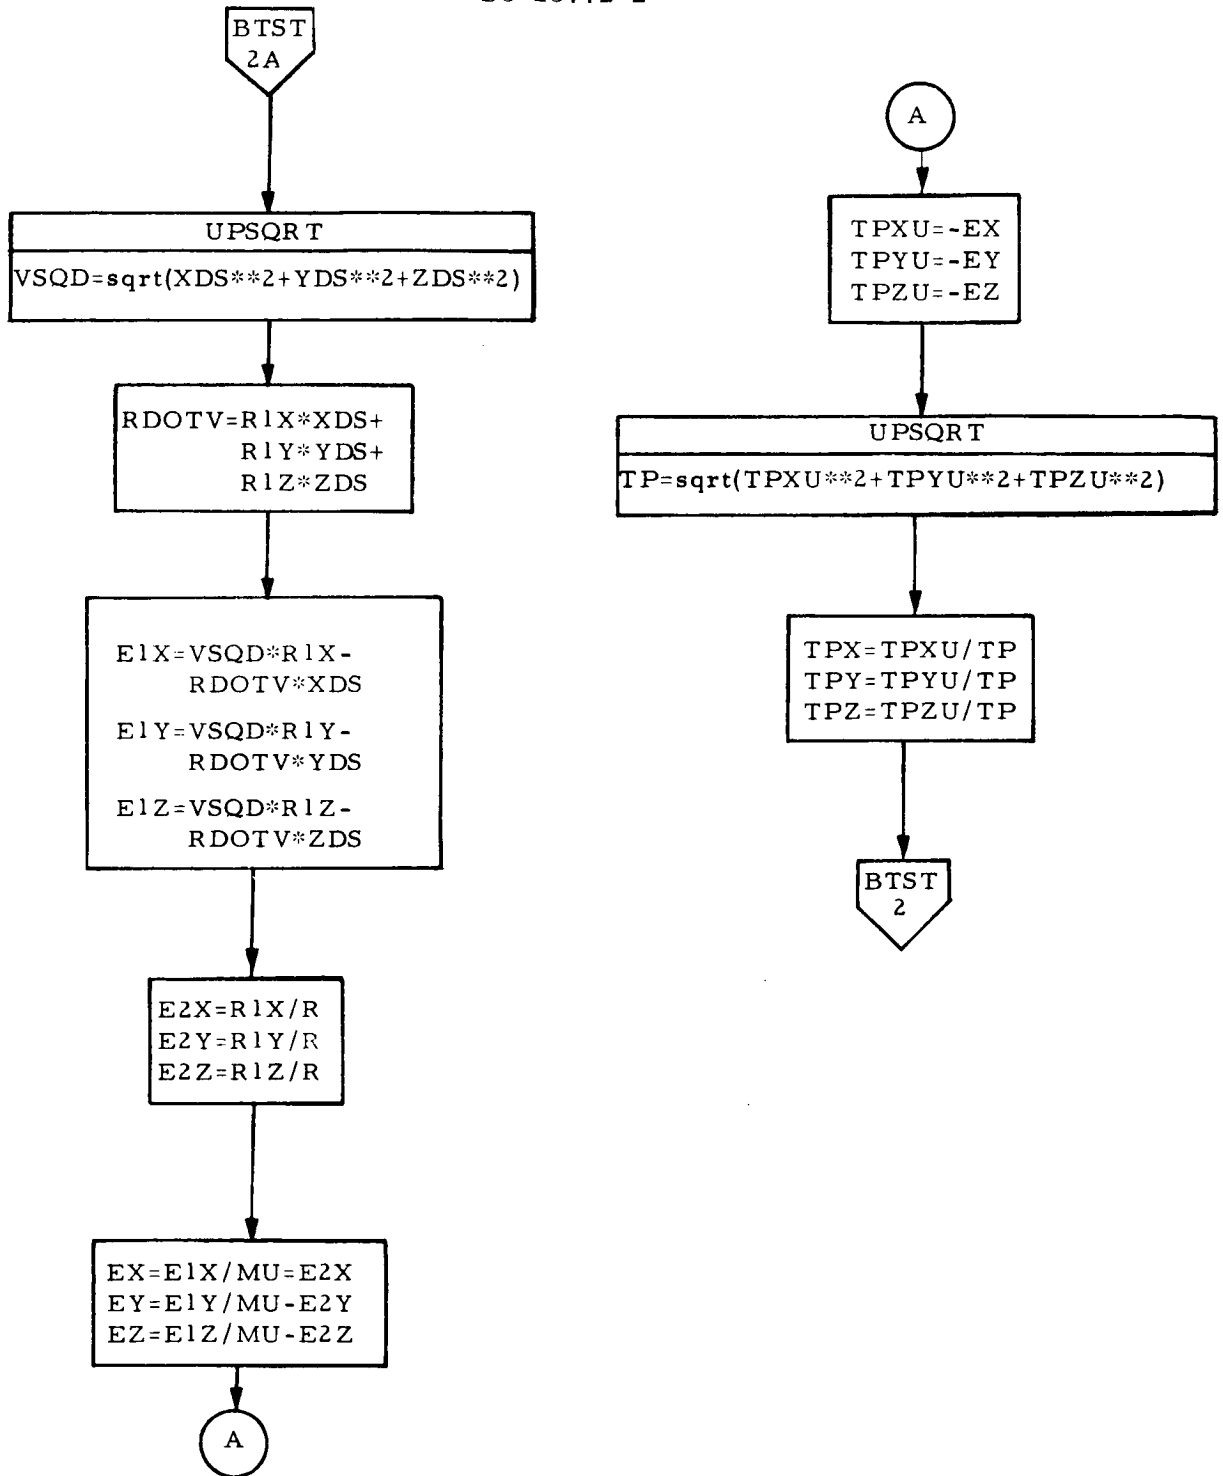 BTST
2A
UPSQRT
VSQD=sqrt(XDS**2+YDS**2+ZDS**2)
RDOTV=R1X*XDS+
R1Y*YDS+
R1Z*ZDS
E1X=VSQD*R1X-
RDOTV*XDS
E1Y=VSQD*R1Y-
RDOTV*YDS
E1Z=VSQD*R1Z-
RDOTV*ZDS
E2X=R1X/R
E2Y=R1Y/R
E2Z=R1Z/R
EX=E1X/MU=E2X
EY=E1Y/MU-E2Y
EZ=E1Z/MU-E2Z
A
A
TPXU=-EX
TPYU=-EY
TPZU=-EZ
UPSQRT
TP=sqrt(TPXU**2+TPYU**2+TPZU**2)
TPX=TPXU/TP
TPY=TPYU/TP
TPZ=TPZU/TP
BTST
2